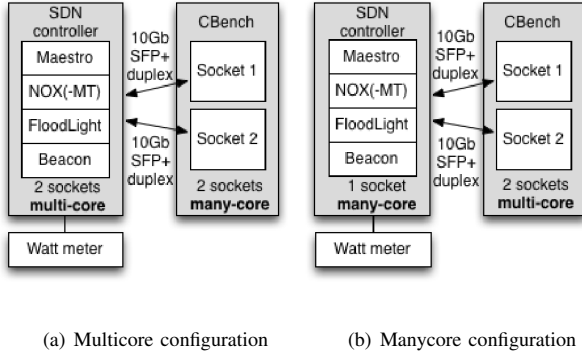 SDN
controller
Maestro
NOX(-MT)
FloodLight
Beacon
2 sockets
multi-core
Watt meter
10Gb
SFP+
duplex
10Gb
SFP+
duplex
CBench
Socket 1
Socket 2
2 sockets
many-core
(a) Multicore configuration
SDN
controller
Maestro
NOX(-MT)
FloodLight
Beacon
1 socket
many-core
Watt meter
10Gb
SFP+
duplex
10Gb
SFP+
duplex
CBench
Socket 1
Socket 2
2 sockets
multi-core
(b) Manycore configuration